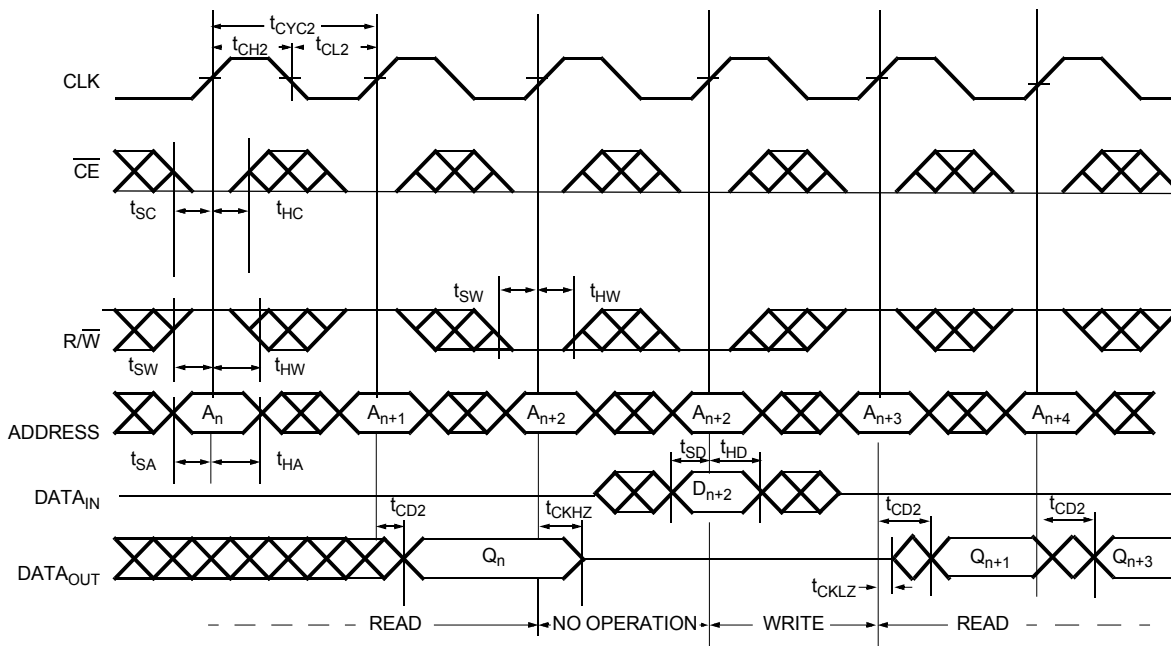 tCYC2
tCH2 tCL2
CLK
CE
tSC tHC
tSW tHW
R/W
tSW tHW
ADDRESS An An+1 An+2 An+2 An+3 An+4
tSA tHA tSD tHD
DATAIN Dn+2
tCD2 tCKHZ tCD2 tCD2
DATAOUT Qn Qn+1 Qn+3
tCKLZ
READ NO OPERATION WRITE READ